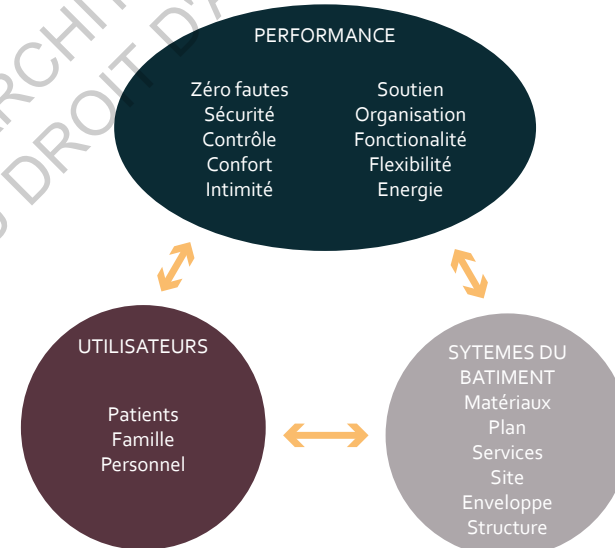 PERFORMANCE
Zéro fautes
Sécurité
Contrôle
Confort
Intimité
Soutien
Organisation
Fonctionalité
Flexibilité
Energie
UTILISATEURS
Patients
Famille
Personnel
SYTEMES DU
BATIMENT
Matériaux
Plan
Services
Site
Enveloppe
Structure
DROIT